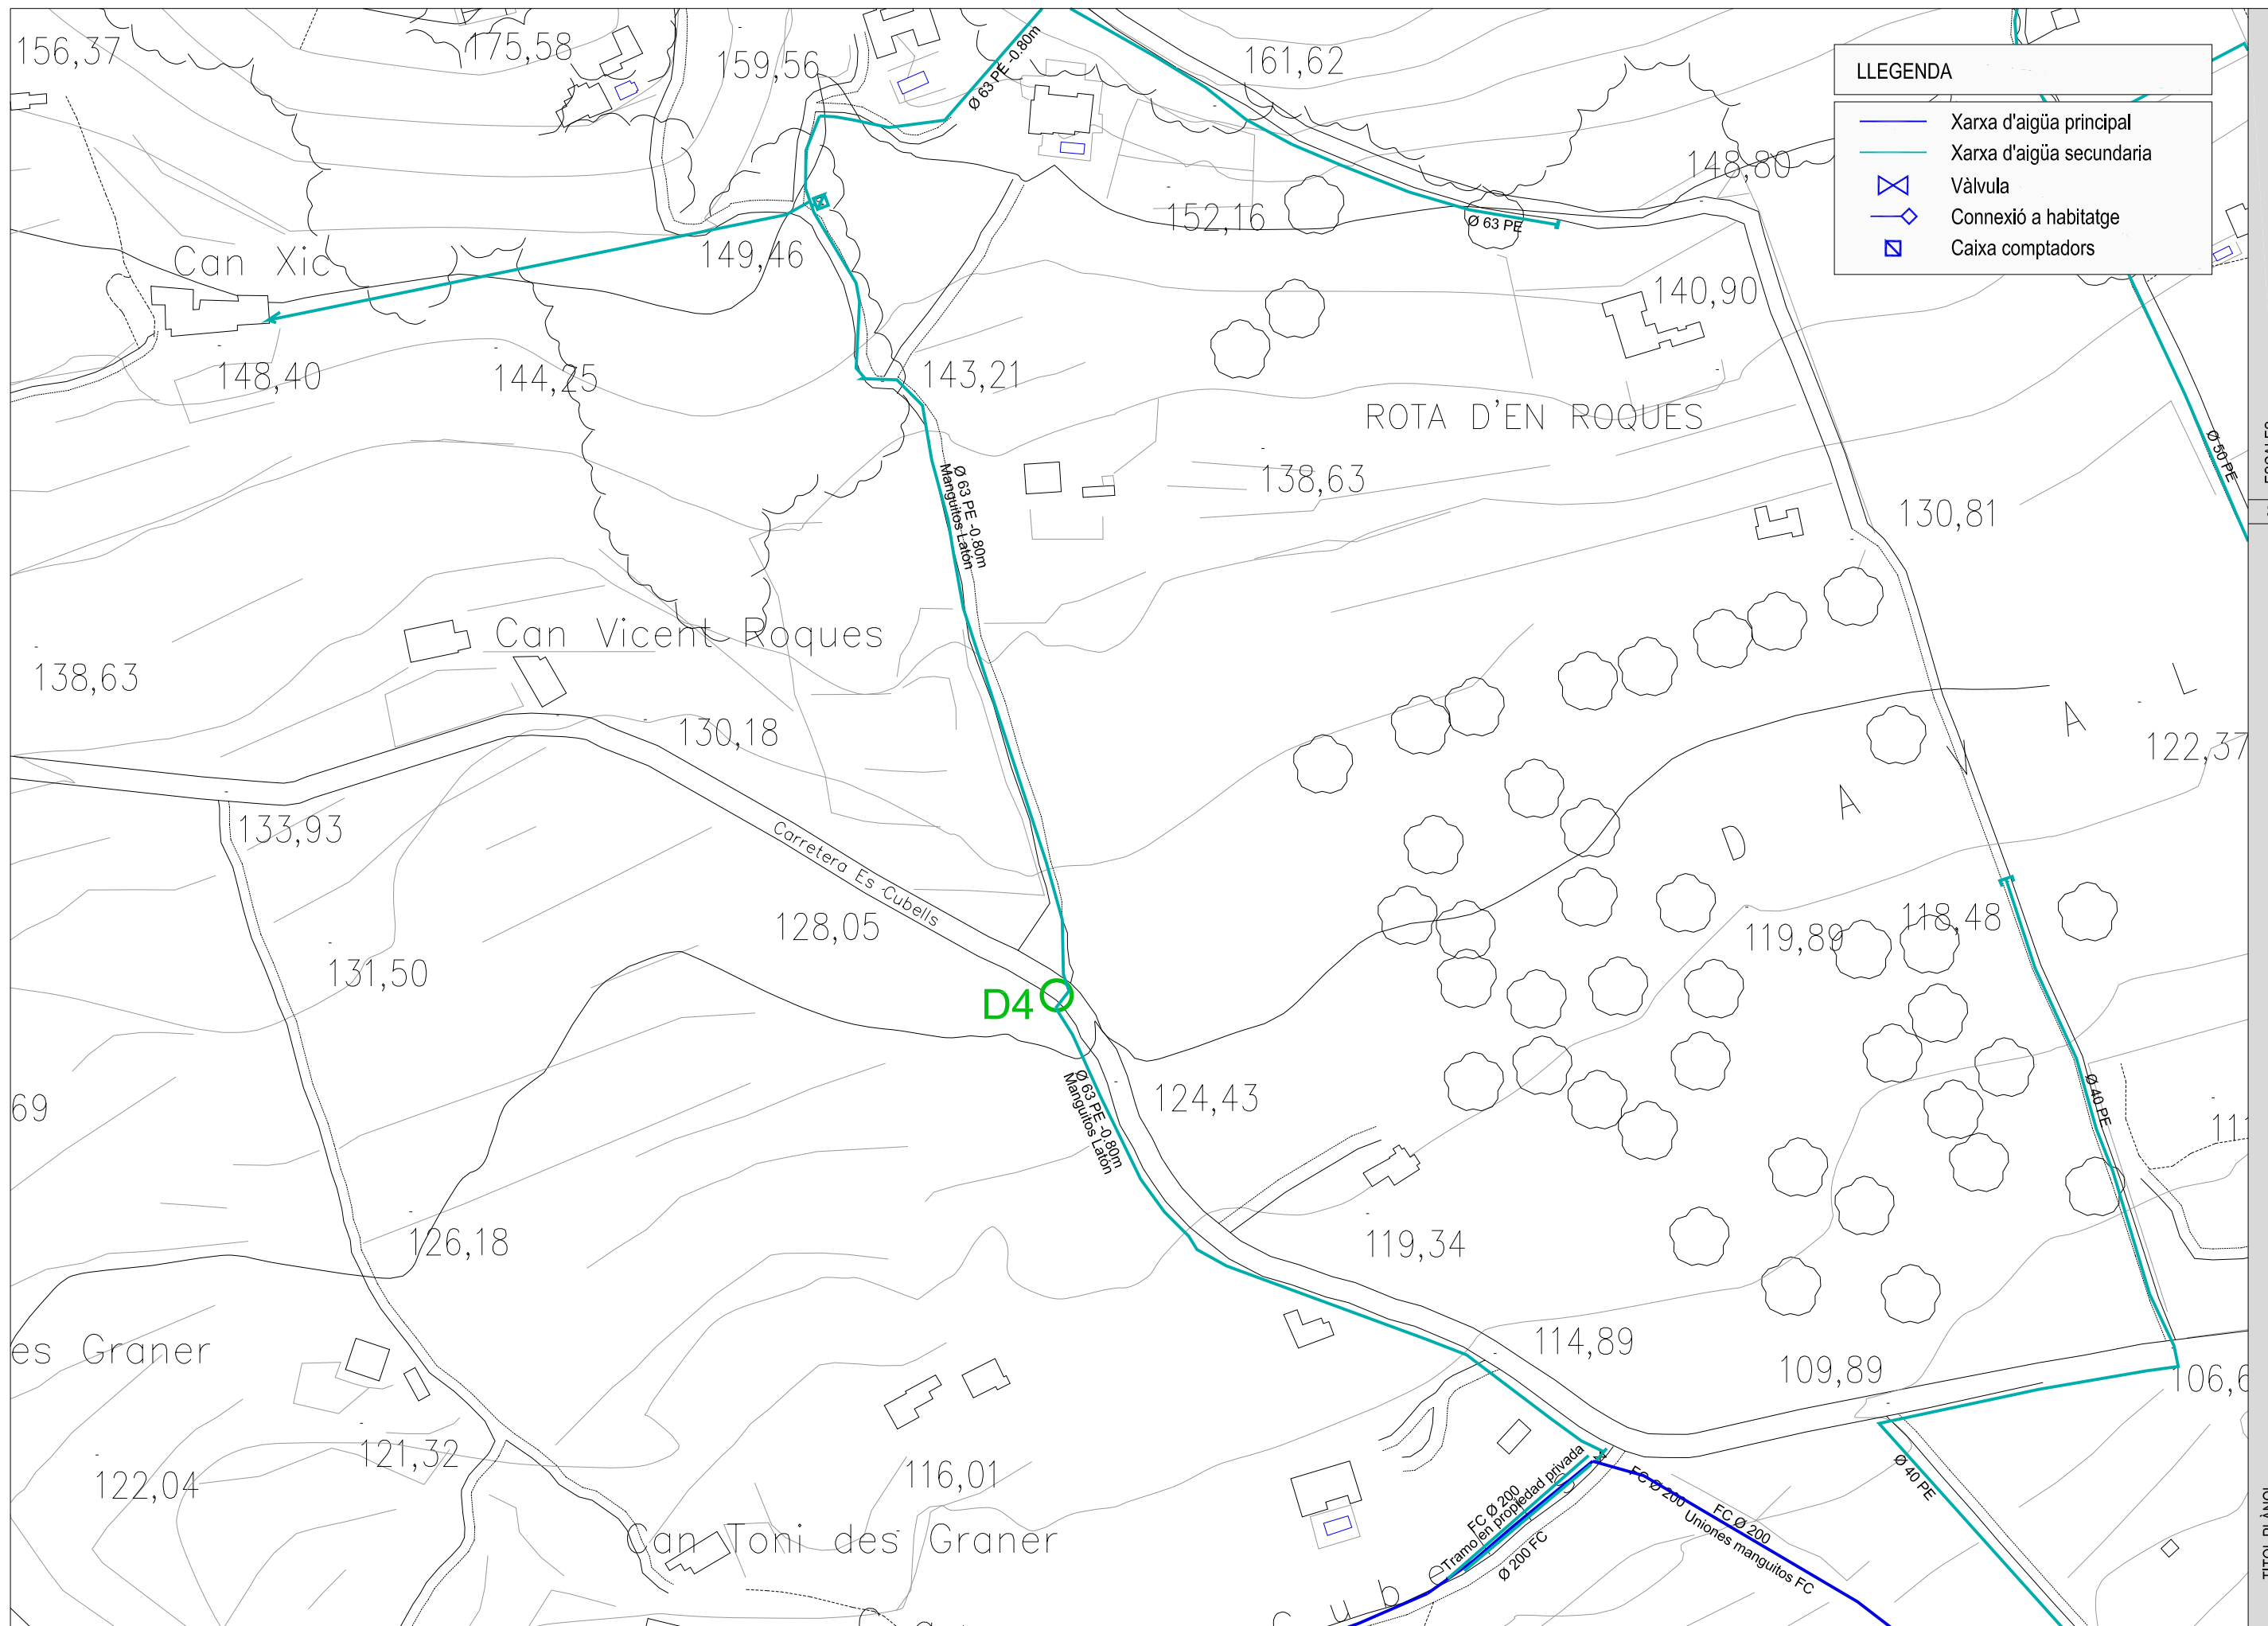 156,37
175,58
159,56
Ø 63 PE -0.80m
161,62
LLEGENDA
Xarxa d'aigüa principal
Xarxa d'aigüa secundaria
Vàlvula
Connexió a habitatge
Caixa comptadors
148,80
152,16
Ø 63 PE
Can Xic
149,46
140,90
148,40
144,25
143,21
ROTA D'EN ROQUES
Ø 50 PE
138,63
Ø 63 PE -0.80m
Manguitos Latón
130,81
Can Vicent Roques
138,63
130,18
122,37
D A A L
133,93
Carretera Es Cubells
128,05
119,89
118,48
131,50
D4
Ø 63 PE -0.80m
Manguitos Latón
124,43
Ø 40 PE
69
126,18
119,34
es Graner
114,89
109,89
106,6
121,32
122,04
116,01
FC Ø 200
Tramo en propiedad privada
FC Ø 200
FC Ø 200
Uniones manguitos FC
Ø 40 PE
Ø 200 FC
Can Toni des Graner
C u b e